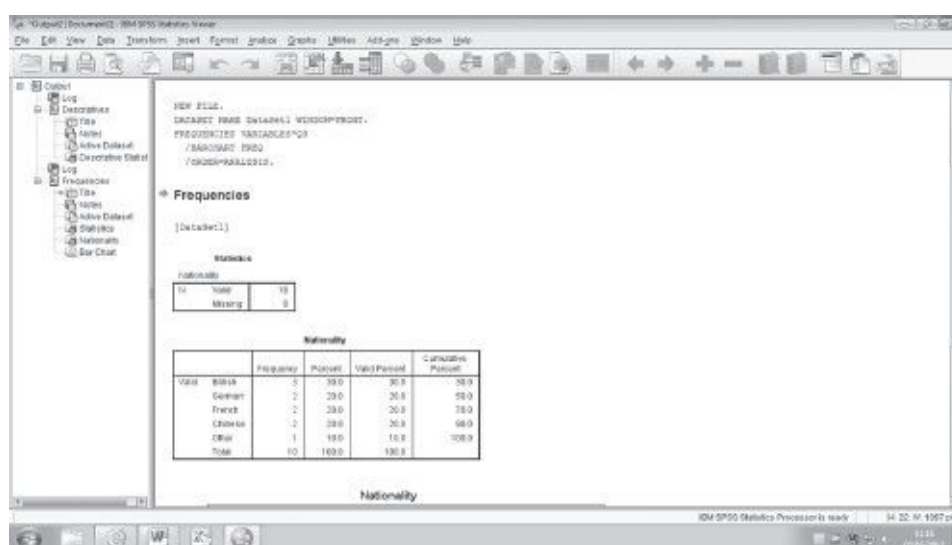 *Output2 [Document2] - IBM SPSS Statistics Viewer
File Edit View Data Transform Insert Format Analyze Graphs Utilities Add-ons Window Help
Output
Log
Descriptives
Title
Notes
Active Dataset
Descriptive Statist
Log
Frequencies
Title
Notes
Active Dataset
Statistics
Nationality
Bar Chart
NEW FILE.
DATASET NAME DataSet1 WINDOW=FRONT.
FREQUENCIES VARIABLES=
/BARCHART FREQ
/ORDER=ANALYSIS.
Frequencies
[DataSet1]
Statistics
Nationality
N Valid 10
Missing 0
Nationality
Frequency Percent Valid Percent Cumulative Percent
Valid British 3 30.0 30.0 30.0
German 2 20.0 20.0 50.0
French 2 20.0 20.0 70.0
Chinese 2 20.0 20.0 90.0
Other 1 10.0 10.0 100.0
Total 10 100.0 100.0
Nationality
IBM SPSS Statistics Processor is ready